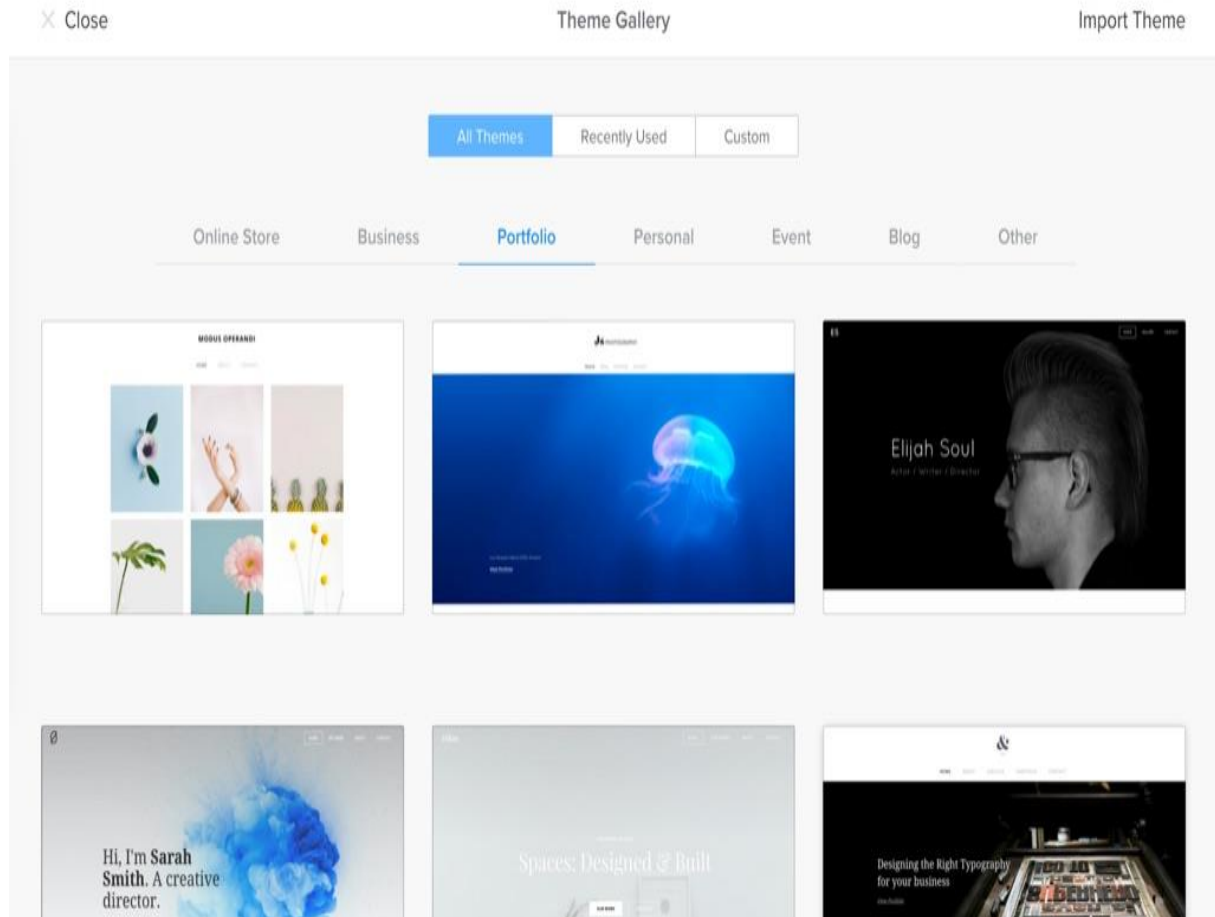 X Close
Theme Gallery
Import Theme
All Themes
Recently Used
Custom
Online Store
Business
Portfolio
Personal
Event
Blog
Other
MODUS OPERANDI
ES
Elijah Soul
Actor / Writer / Director
Ø
Hi, I'm Sarah
Smith. A creative
director.
Spaces: Designed & Built
&
Designing the Right Typography
for your business